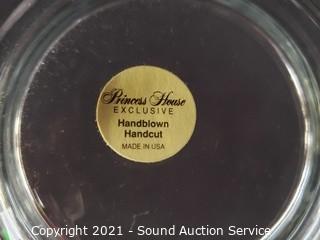 Princess House
EXCLUSIVE
Handblown
Handcut
MADE IN USA
Copyright 2021 - Sound Auction Service